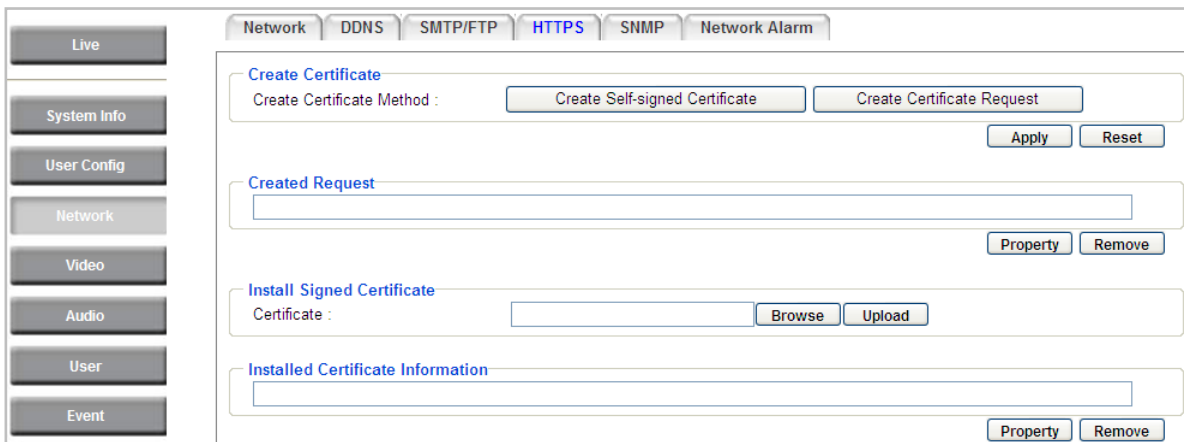 Live
System Info
User Config
Network
Video
Audio
User
Event
Network DDNS SMTP/FTP HTTPS SNMP Network Alarm
Create Certificate
Create Certificate Method : Create Self-signed Certificate Create Certificate Request
Apply Reset
Created Request
Property Remove
Install Signed Certificate
Certificate : Browse Upload
Installed Certificate Information
Property Remove